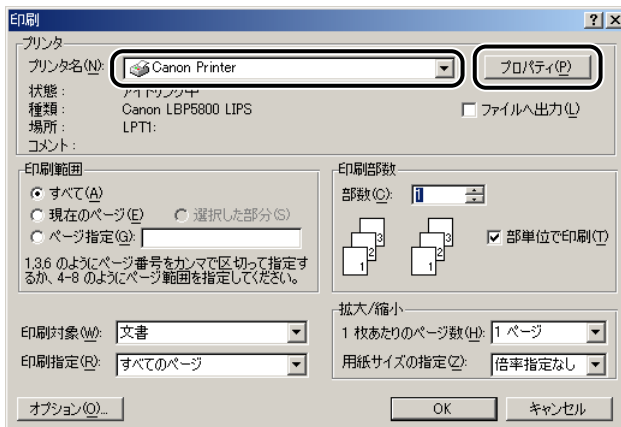 印刷
プリンタ
プリンタ名(N): Canon Printer プロパティ(P)
状態 : アイドリング中
種類 : Canon LBP5800 LIPS ファイルへ出力(L)
場所 : LPT1:
コメント :
印刷範囲
すべて(A)
現在のページ(E) 選択した部分(S)
ページ指定(G):
1,3,6 のようにページ番号をカンマで区切って指定す
るか、4-8 のようにページ範囲を指定してください。
印刷部数
部数(C): 1
部単位で印刷(T)
3 3
2 2
1 1
印刷対象(W): 文書
印刷指定(R): すべてのページ
拡大/縮小
1 枚あたりのページ数(H): 1 ページ
用紙サイズの指定(Z): 倍率指定なし
オプション(O)... OK キャンセル